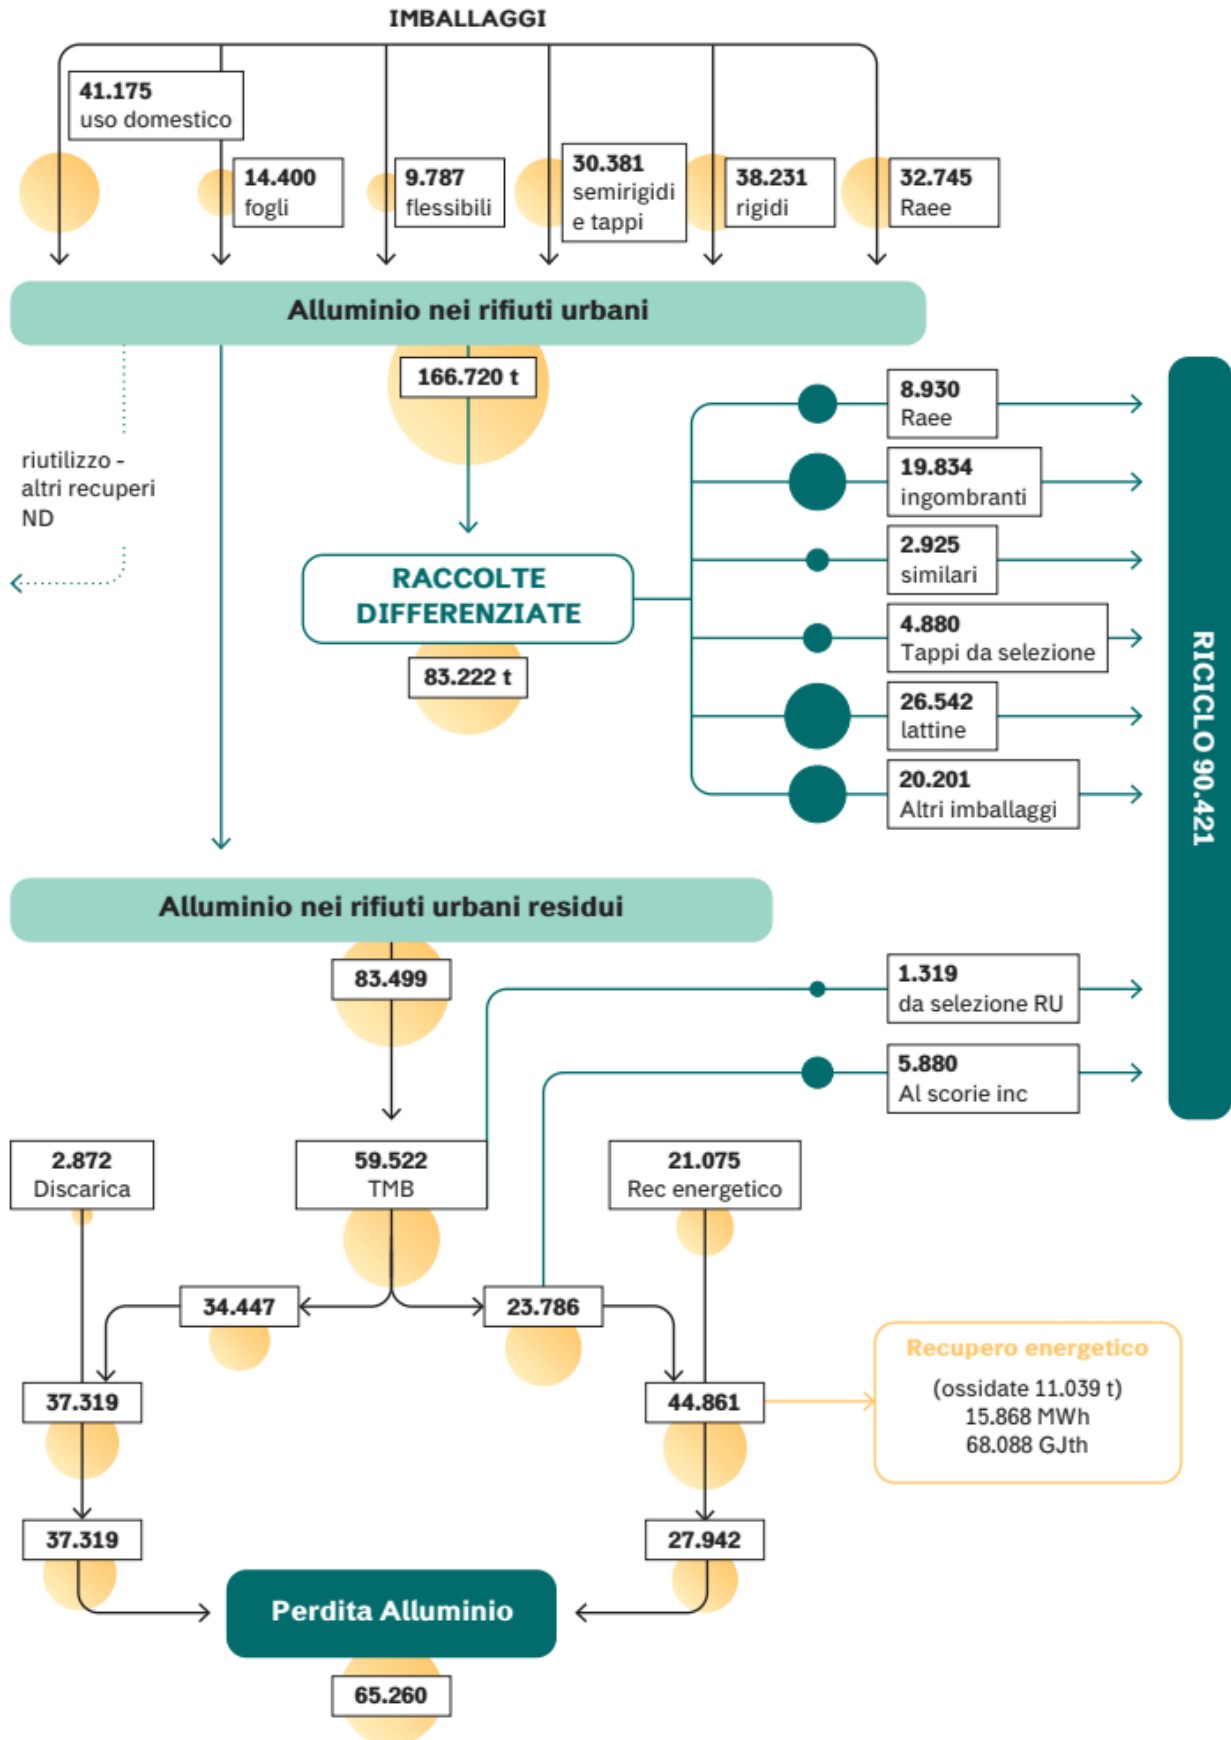 IMBALLAGGI
41.175
uso domestico
14.400
fogli
9.787
flessibili
30.381
semirigidi
e tappi
38.231
rigidi
32.745
Raee
Alluminio nei rifiuti urbani
166.720 t
riutilizzo -
altri recuperi
ND
RACCOLTE
DIFFERENZIATE
83.222 t
8.930
Raee
19.834
ingombranti
2.925
similari
4.880
Tappi da selezione
26.542
lattine
20.201
Altri imballaggi
RICICLO 90.421
Alluminio nei rifiuti urbani residui
83.499
1.319
da selezione RU
5.880
Al scorie inc
2.872
Discarica
59.522
TMB
21.075
Rec energetico
34.447
23.786
37.319
44.861
Recupero energetico
(ossidate 11.039 t)
15.868 MWh
68.088 GJth
37.319
27.942
Perdita Alluminio
65.260